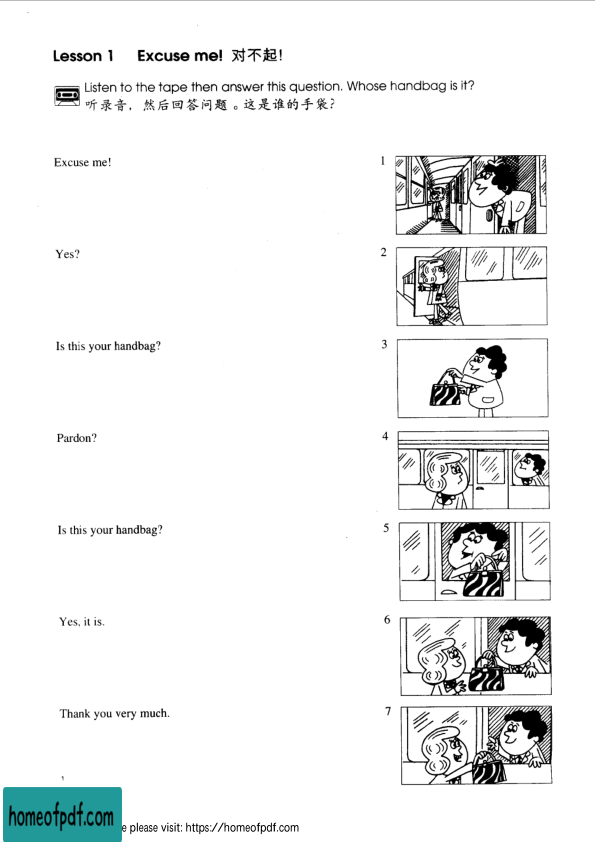 Lesson 1 Excuse me! 对不起!
Listen to the tape then answer this question. Whose handbag is it?
听录音，然后回答问题。这是谁的手袋?
Excuse me! 1
Yes? 2
Is this your handbag? 3
Pardon? 4
Is this your handbag? 5
Yes, it is. 6
Thank you very much. 7
1
homeofpdf.com
e please visit: https://homeofpdf.com